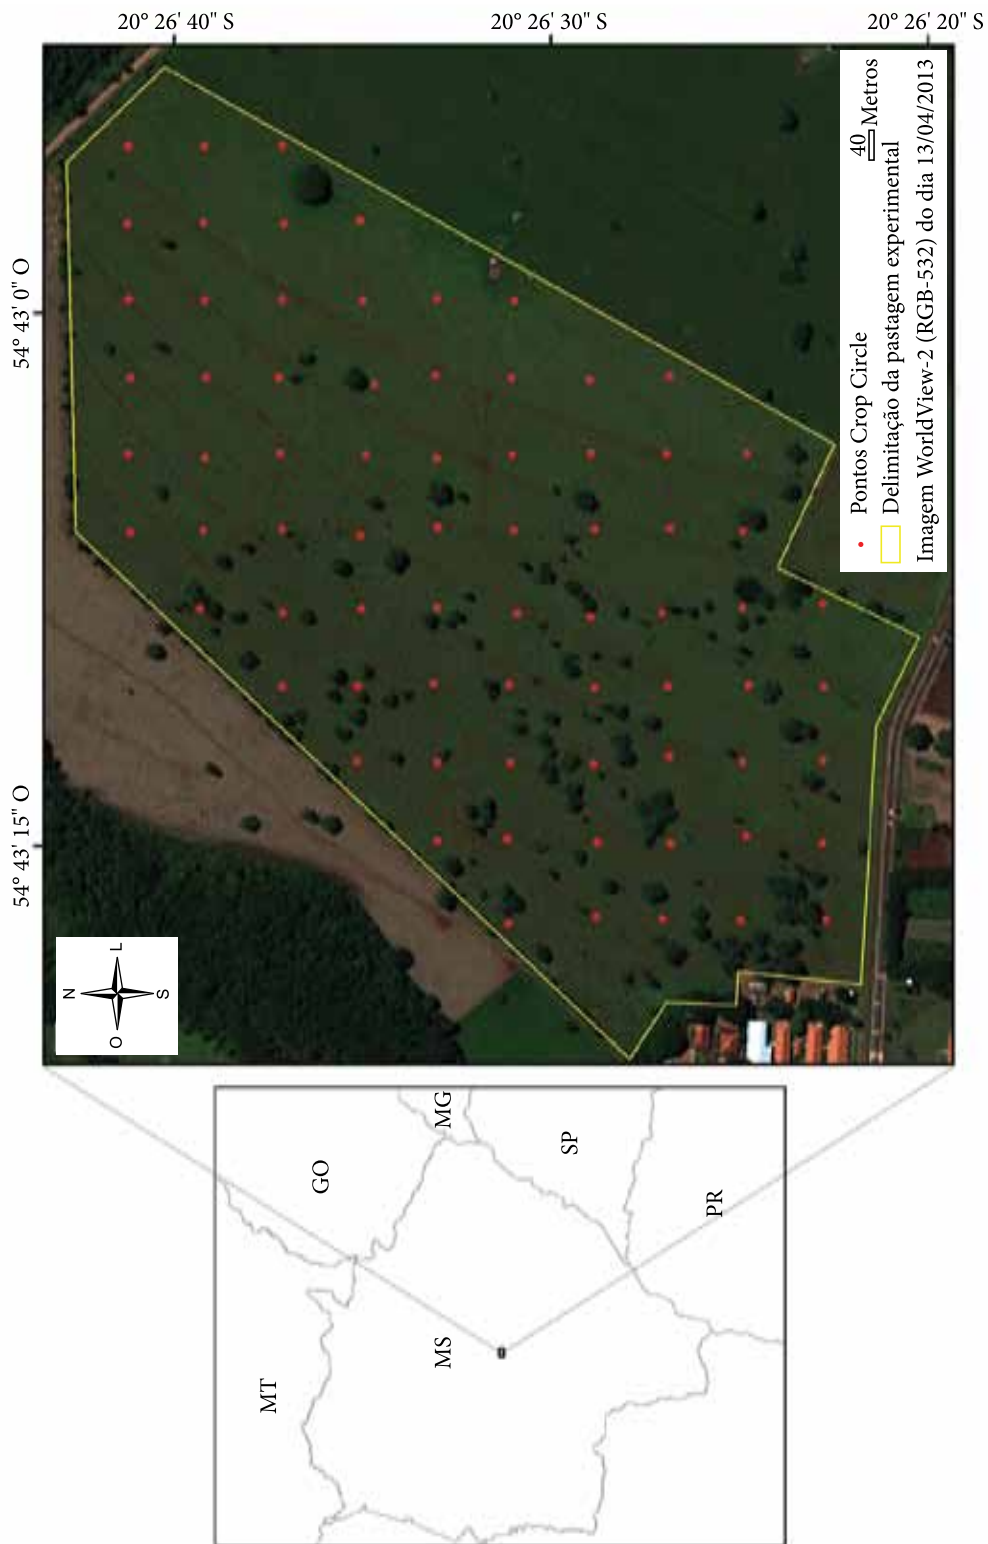 20° 26' 40" S
20° 26' 30" S
20° 26' 20" S
54° 43' 0" O
54° 43' 15" O
N
O
L
S
40
Metros
Pontos Crop Circle
Delimitação da pastagem experimental
Imagem WorldView-2 (RGB-532) do dia 13/04/2013
MT
GO
MG
MS
SP
PR